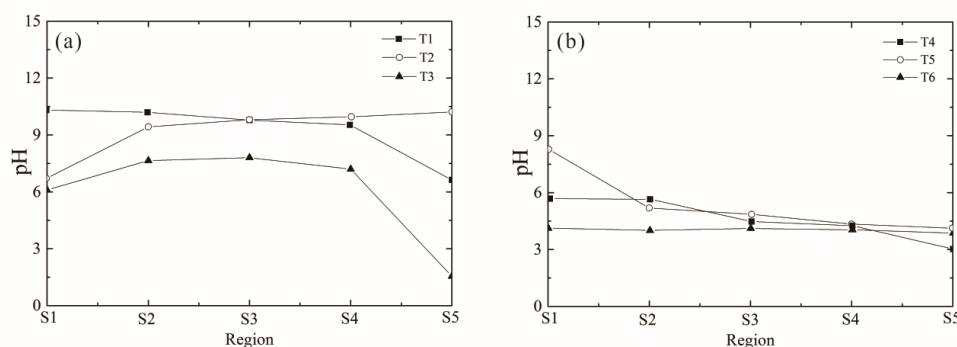 (a)
T1
T2
T3
15
12
9
6
3
0
pH
S1 S2 S3 S4 S5
Region
(b)
T4
T5
T6
15
12
9
6
3
0
pH
S1 S2 S3 S4 S5
Region